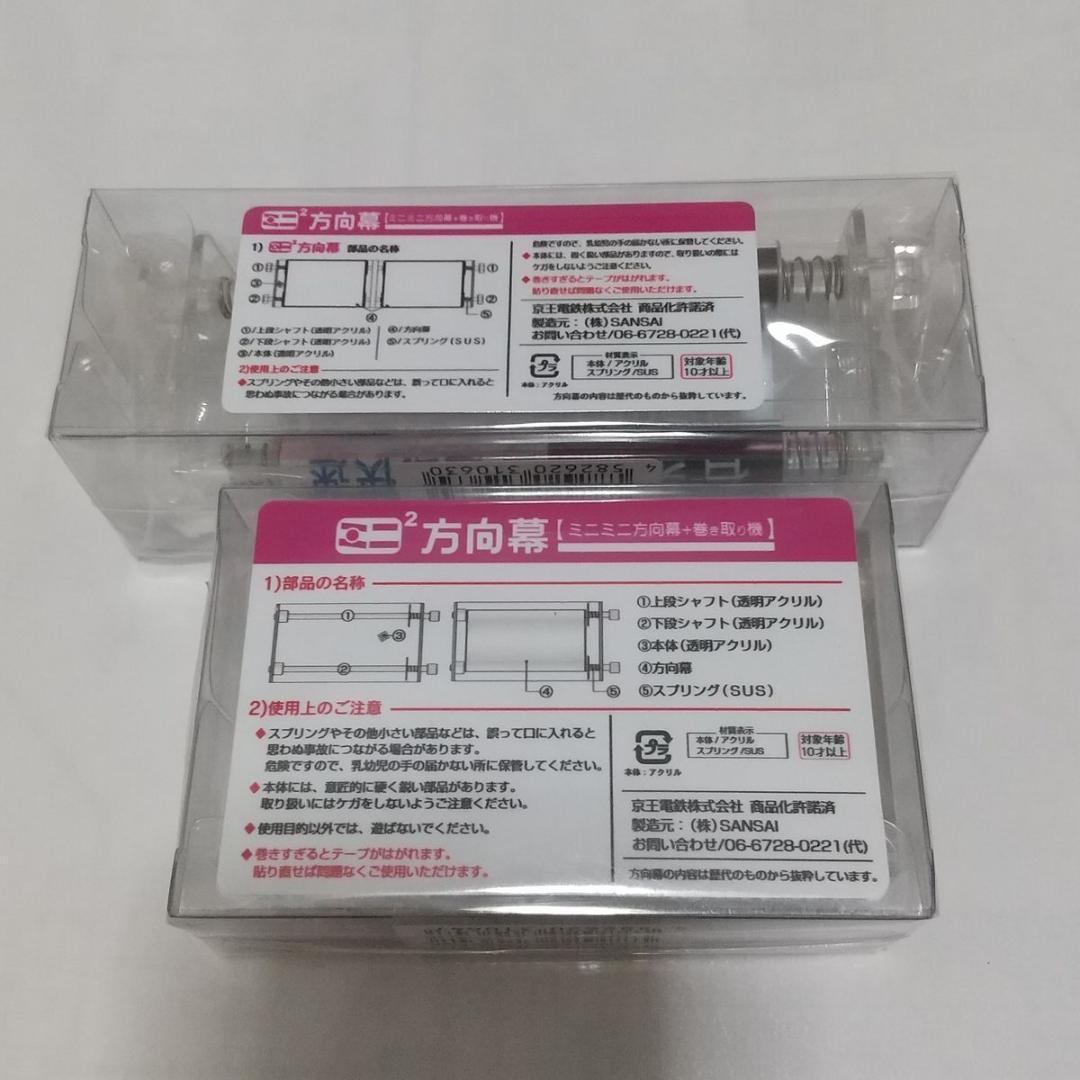 ミニ²方向幕【ミニミニ方向幕+巻き取り機】
1) ミニ²方向幕 部品の名称
① ①
③
② ②
⑤
④
①/上段シャフト(透明アクリル)
②/下段シャフト(透明アクリル)
③/本体(透明アクリル)
④/方向幕
⑤/スプリング(SUS)
2)使用上のご注意
◆スプリングやその他小さい部品などは、誤って口に入れると
思わぬ事故につながる場合があります。
危険ですので、乳幼児の手の届かない所に保管してください。
◆本体には、固く鋭い部品がありますので、取り扱いの際には
ケガをしないようご注意ください。
◆巻きすぎるとテープがはがれます。
貼り直せば問題なくご使用いただけます。
京王電鉄株式会社 商品化許諾済
製造元:(株)SANSAI
お問い合わせ/06-6728-0221(代)
プラ
本体:アクリル
材質表示
本体/アクリル
スプリング/SUS
対象年齢
10才以上
方向幕の内容は歴代のものから抜粋しています。
快速
4 582620 310630
ミニ²方向幕【ミニミニ方向幕+巻き取り機】
1)部品の名称
①
③
②
④ ⑤
①上段シャフト(透明アクリル)
②下段シャフト(透明アクリル)
③本体(透明アクリル)
④方向幕
⑤スプリング(SUS)
2)使用上のご注意
◆スプリングやその他小さい部品などは、誤って口に入れると
思わぬ事故につながる場合があります。
危険ですので、乳幼児の手の届かない所に保管してください。
◆本体には、意匠的に硬く鋭い部品があります。
取り扱いにはケガをしないようご注意ください。
◆使用目的以外では、遊ばないでください。
◆巻きすぎるとテープがはがれます。
貼り直せば問題なくご使用いただけます。
プラ
本体:アクリル
材質表示
本体/アクリル
スプリング/SUS
対象年齢
10才以上
京王電鉄株式会社 商品化許諾済
製造元:(株)SANSAI
お問い合わせ/06-6728-0221(代)
方向幕の内容は歴代のものから抜粋しています。